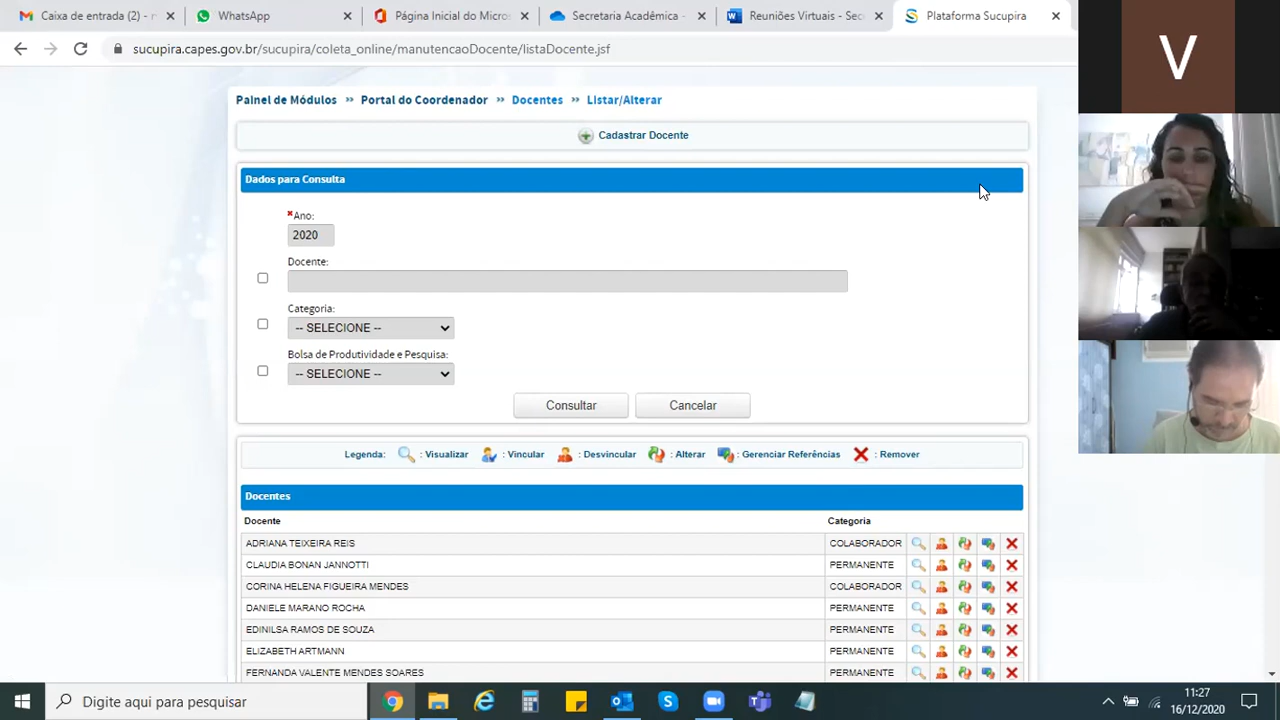 Caixa de entrada (2) - r
WhatsApp
Página Inicial do Micros
Secretaria Acadêmica -
Reuniões Virtuais - Sec
Plataforma Sucupira
sucupira.capes.gov.br/sucupira/coleta_online/manutencaoDocente/listaDocente.jsf
Painel de Módulos » Portal do Coordenador » Docentes » Listar/Alterar
Cadastrar Docente
Dados para Consulta
*Ano:
2020
Docente:
Categoria:
-- SELECIONE --
Bolsa de Produtividade e Pesquisa:
-- SELECIONE --
Consultar
Cancelar
Legenda: : Visualizar : Vincular : Desvincular : Alterar : Gerenciar Referências : Remover
Docentes
Docente Categoria
ADRIANA TEIXEIRA REIS COLABORADOR
CLAUDIA BONAN JANNOTTI PERMANENTE
CORINA HELENA FIGUEIRA MENDES COLABORADOR
DANIELE MARANO ROCHA PERMANENTE
EDINILSA RAMOS DE SOUZA PERMANENTE
ELIZABETH ARTMANN PERMANENTE
FERNANDA VALENTE MENDES SOARES PERMANENTE
V
Digite aqui para pesquisar
11:27
16/12/2020